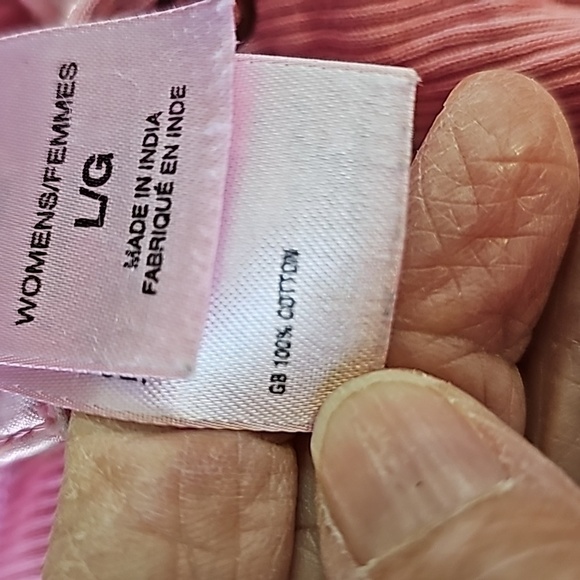 WOMENS/FEMMES
L/G
MADE IN INDIA
FABRIQUÉ EN INDE
GB 100% COTTON